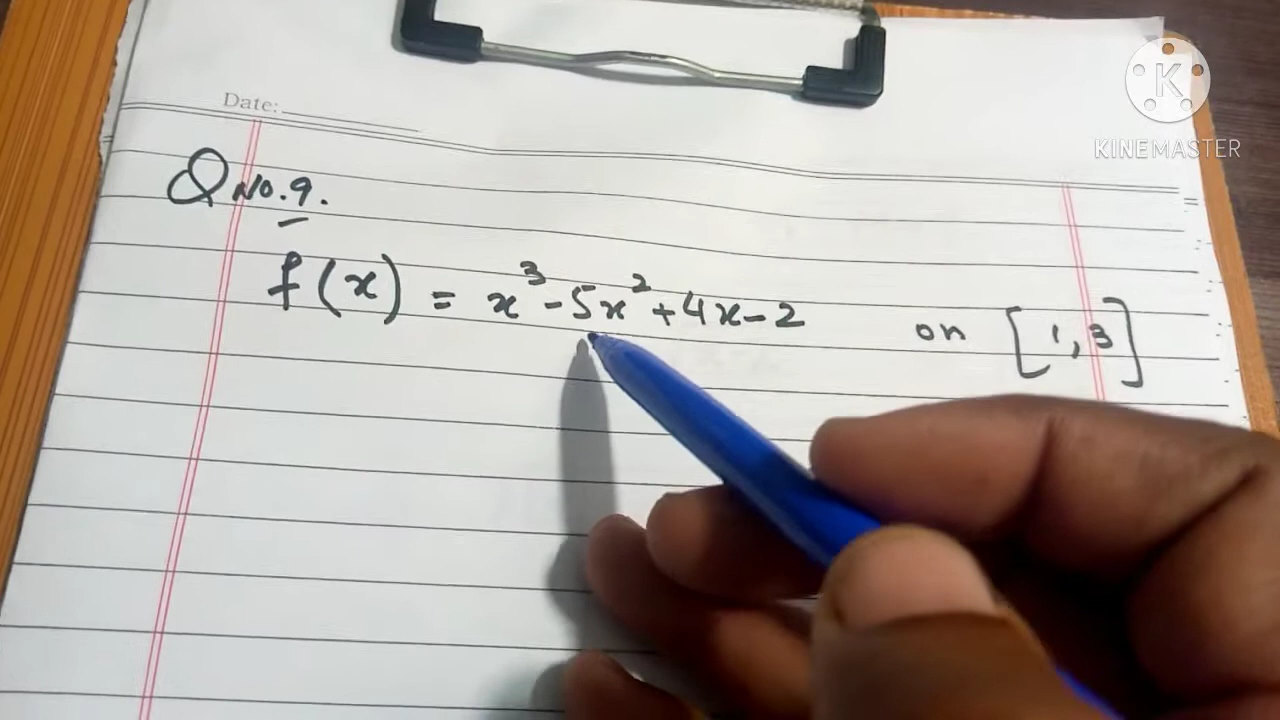 Date:
Q No.9.
f(x) = x³-5x²+4x-2 on [1,3]
K
KINEMASTER